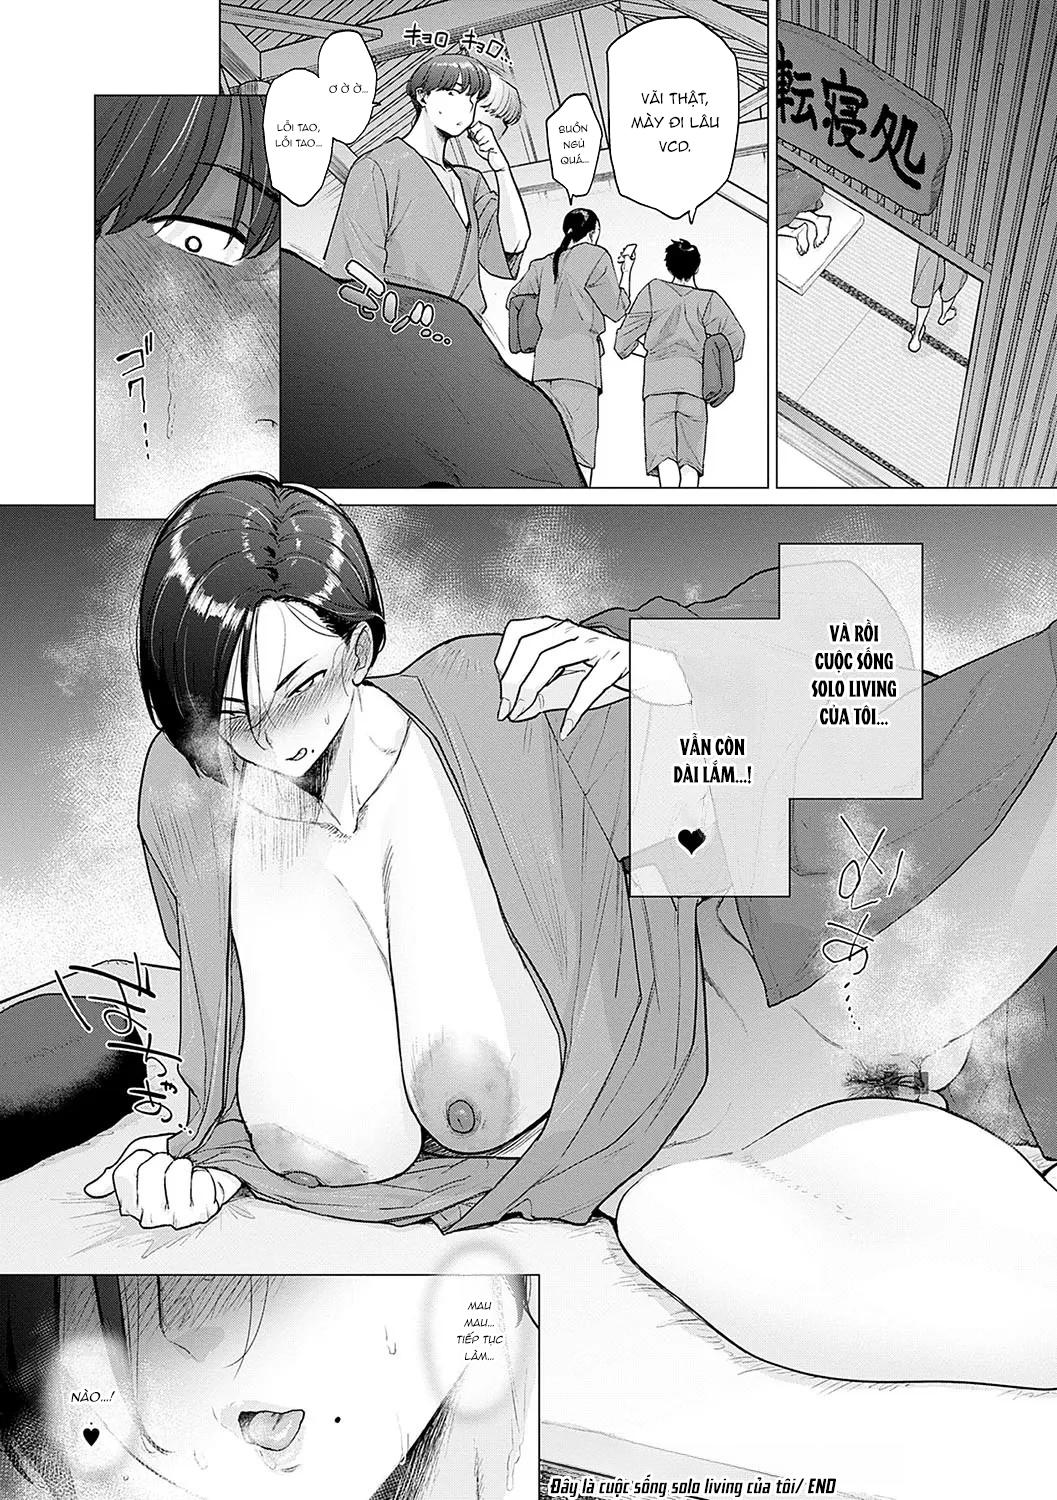 転寝処
VÃI THẬT,
MÀY ĐI LÂU
VCD.
BUỒN
NGỦ
QUÁ...
キョロ キョロ...
Ơ Ờ Ờ...
LỖI TAO,
LỖI TAO...
ゴク...
VÀ RỒI
CUỘC SỐNG
SOLO LIVING
CỦA TÔI...
VẪN CÒN
DÀI LẮM...!
MAU
MAU...
TIẾP TỤC
LÀM...
NÀO...!
Đây là cuộc sống solo living của tôi/ END